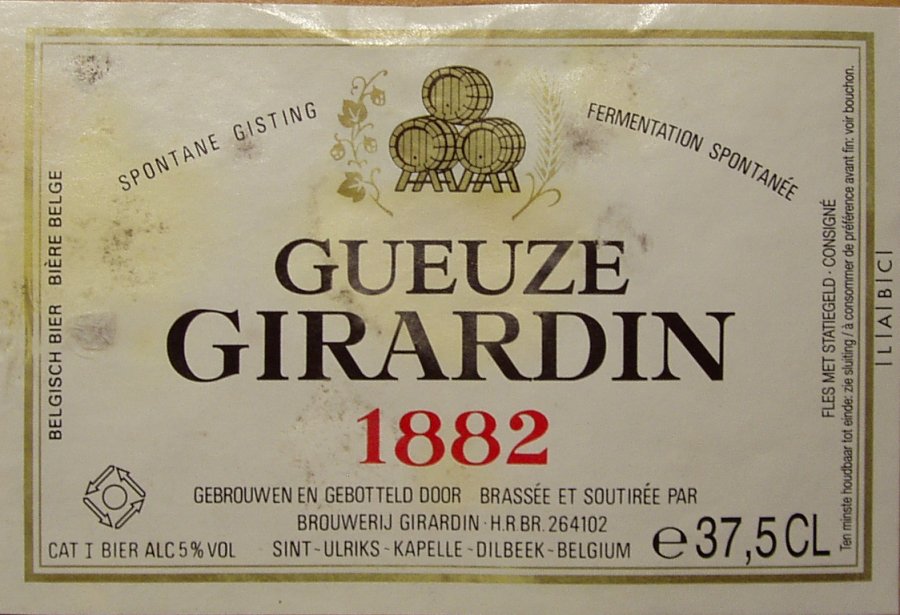 SPONTANE GISTING
FERMENTATION SPONTANÉE
BELGISCH BIER BIÈRE BELGE
GUEUZE
GIRARDIN
1882
GEBROUWEN EN GEBOTTELD DOOR BRASSÉE ET SOUTIRÉE PAR
BROUWERIJ GIRARDIN · H.R BR. 264102
CAT I BIER ALC 5 % VOL
SINT-ULRIKS-KAPELLE-DILBEEK-BELGIUM
e 37,5 CL
FLES MET STATIEGELD · CONSIGNÉ
Ten minste houdbaar tot einde: zie sluiting / à consommer de préférence avant fin: voir bouchon.
| L | A | B | C |